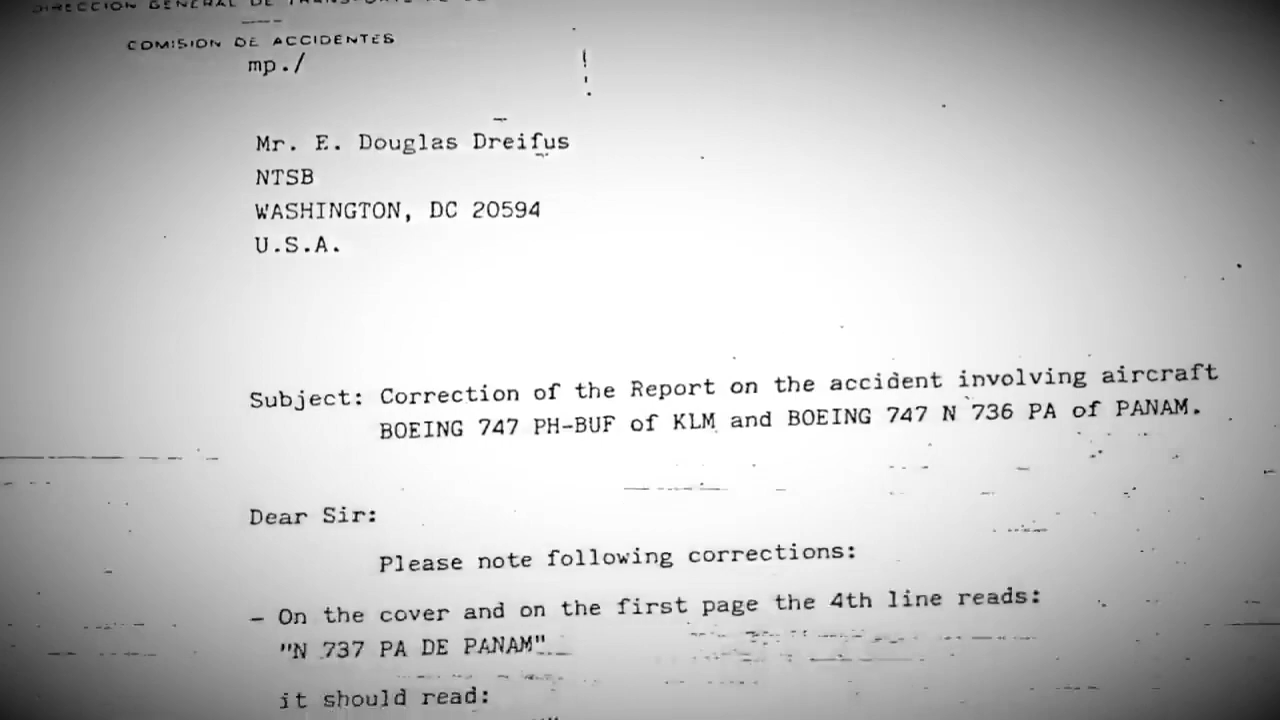 DIRECCION GENERAL DE
COMISION DE ACCIDENTES
mp./
Mr. E. Douglas Dreifus
NTSB
WASHINGTON, DC 20594
U.S.A.
Subject: Correction of the Report on the accident involving aircraft
BOEING 747 PH-BUF of KLM and BOEING 747 N 736 PA of PANAM.
Dear Sir:
Please note following corrections:
- On the cover and on the first page the 4th line reads:
"N 737 PA DE PANAM"
it should read: